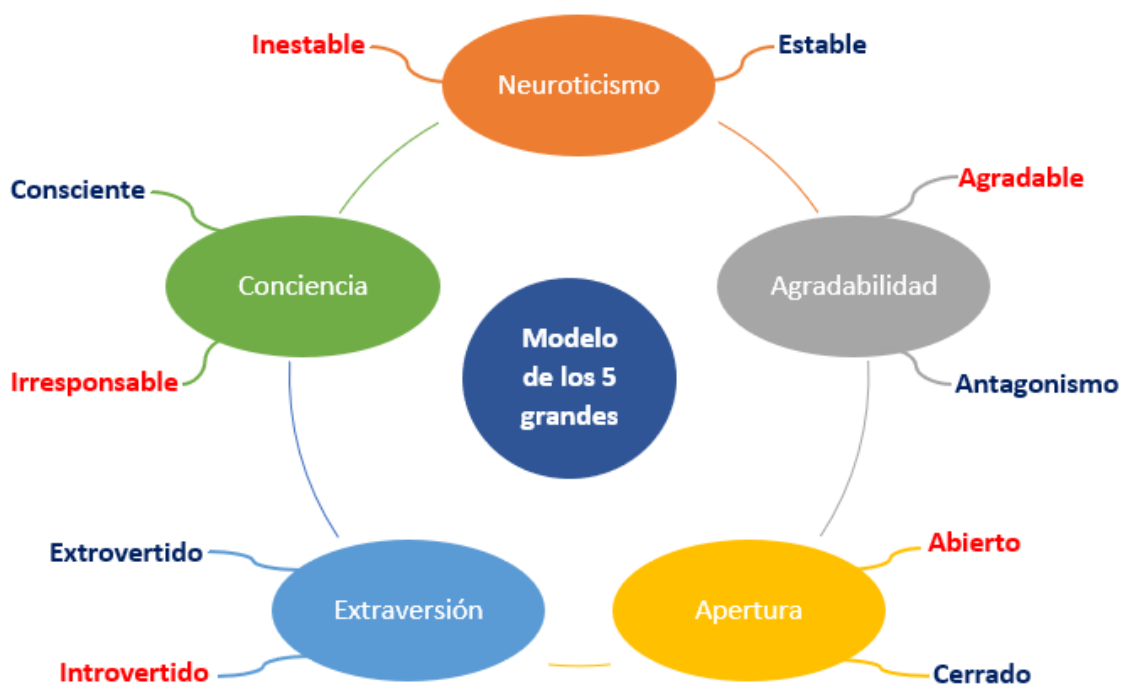 Inestable
Estable
Neuroticismo
Consciente
Agradable
Conciencia
Agradabilidad
Modelo
de los 5
grandes
Irresponsable
Antagonismo
Extrovertido
Abierto
Extraversión
Apertura
Introvertido
Cerrado